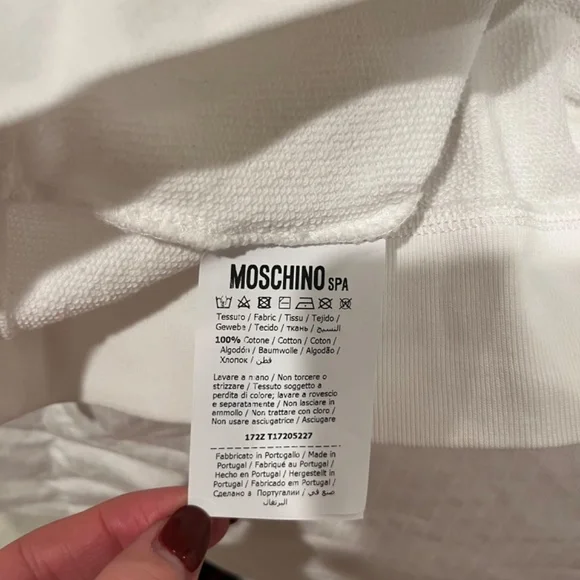 MOSCHINO SPA
Tessuto / Fabric / Tissu / Tejido /
Gewebe / Tecido / ткань / النسيج
100% Cotone / Cotton / Coton /
Algodón / Baumwolle / Algodão /
Хлопок / قطن
Lavare a mano / Non torcere o
strizzare / Tessuto soggetto a
perdita di colore; lavare a rovescio
e separatamente / Non lasciare in
ammollo / Non trattare con cloro /
Non usare asciugatrice / Asciugare
172Z T17205227
Fabbricato in Portogallo / Made in
Portugal / Fabriqué au Portugal /
Hecho en Portugal / Hergestellt in
Portugal / Fabricado em Portugal /
Сделано в Португалии / صنع في
البرتغال